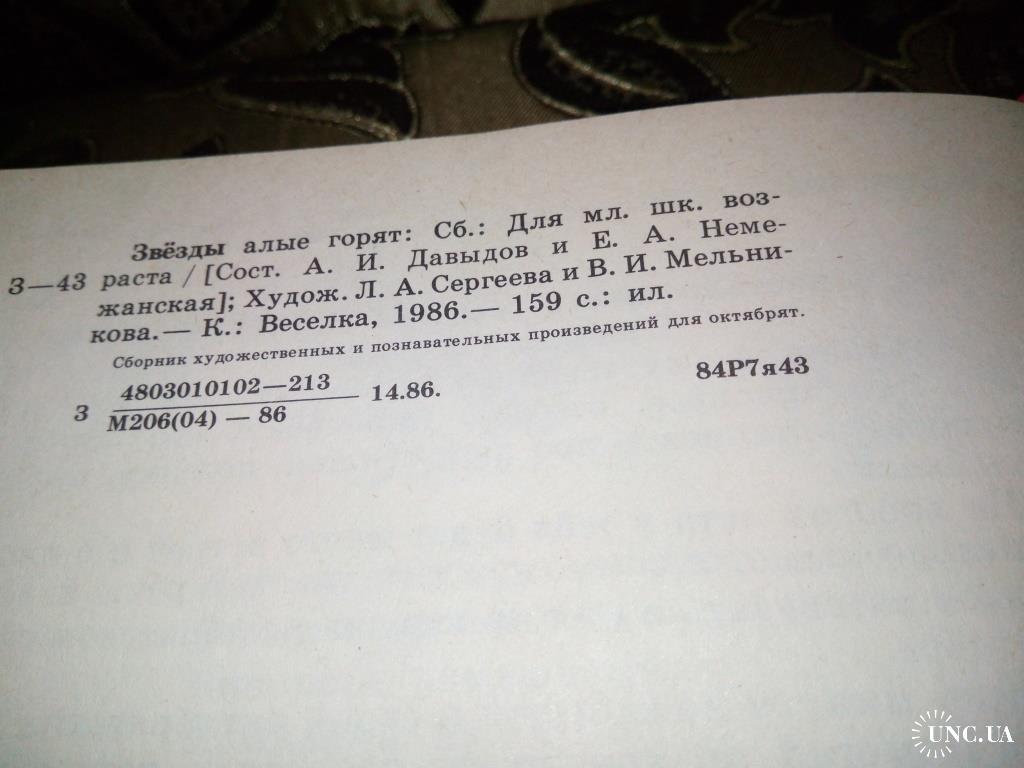 Звёзды алые горят: Сб.: Для мл. шк. воз-
З—43 раста / [Сост. А. И. Давыдов и Е. А. Неме-
жанская]; Худож. Л. А. Сергеева и В. И. Мельни-
кова.— К.: Веселка, 1986.— 159 с.: ил.
Сборник художественных и познавательных произведений для октябрят.
4803010102—213
З М206(04) — 86 14.86. 84Р7я43
UNC.UA